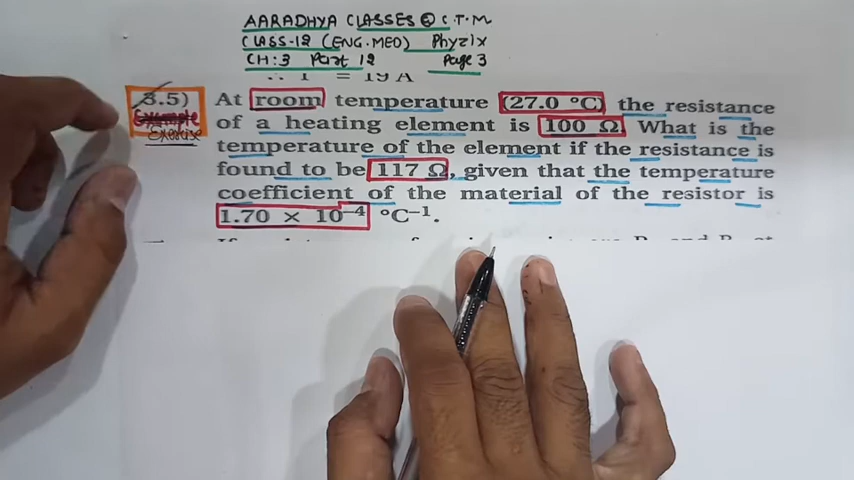 AARADHYA CLASSES @ C.T.M
CLASS-12 (ENG.MED) Phyzix
CH:3 Part 12 Page 3
∴ T = 19 A
3.5) At room temperature (27.0 °C) the resistance
Example of a heating element is 100 Ω What is the
Exercise temperature of the element if the resistance is
found to be 117 Ω, given that the temperature
coefficient of the material of the resistor is
1.70 × 10⁻⁴ °C⁻¹.